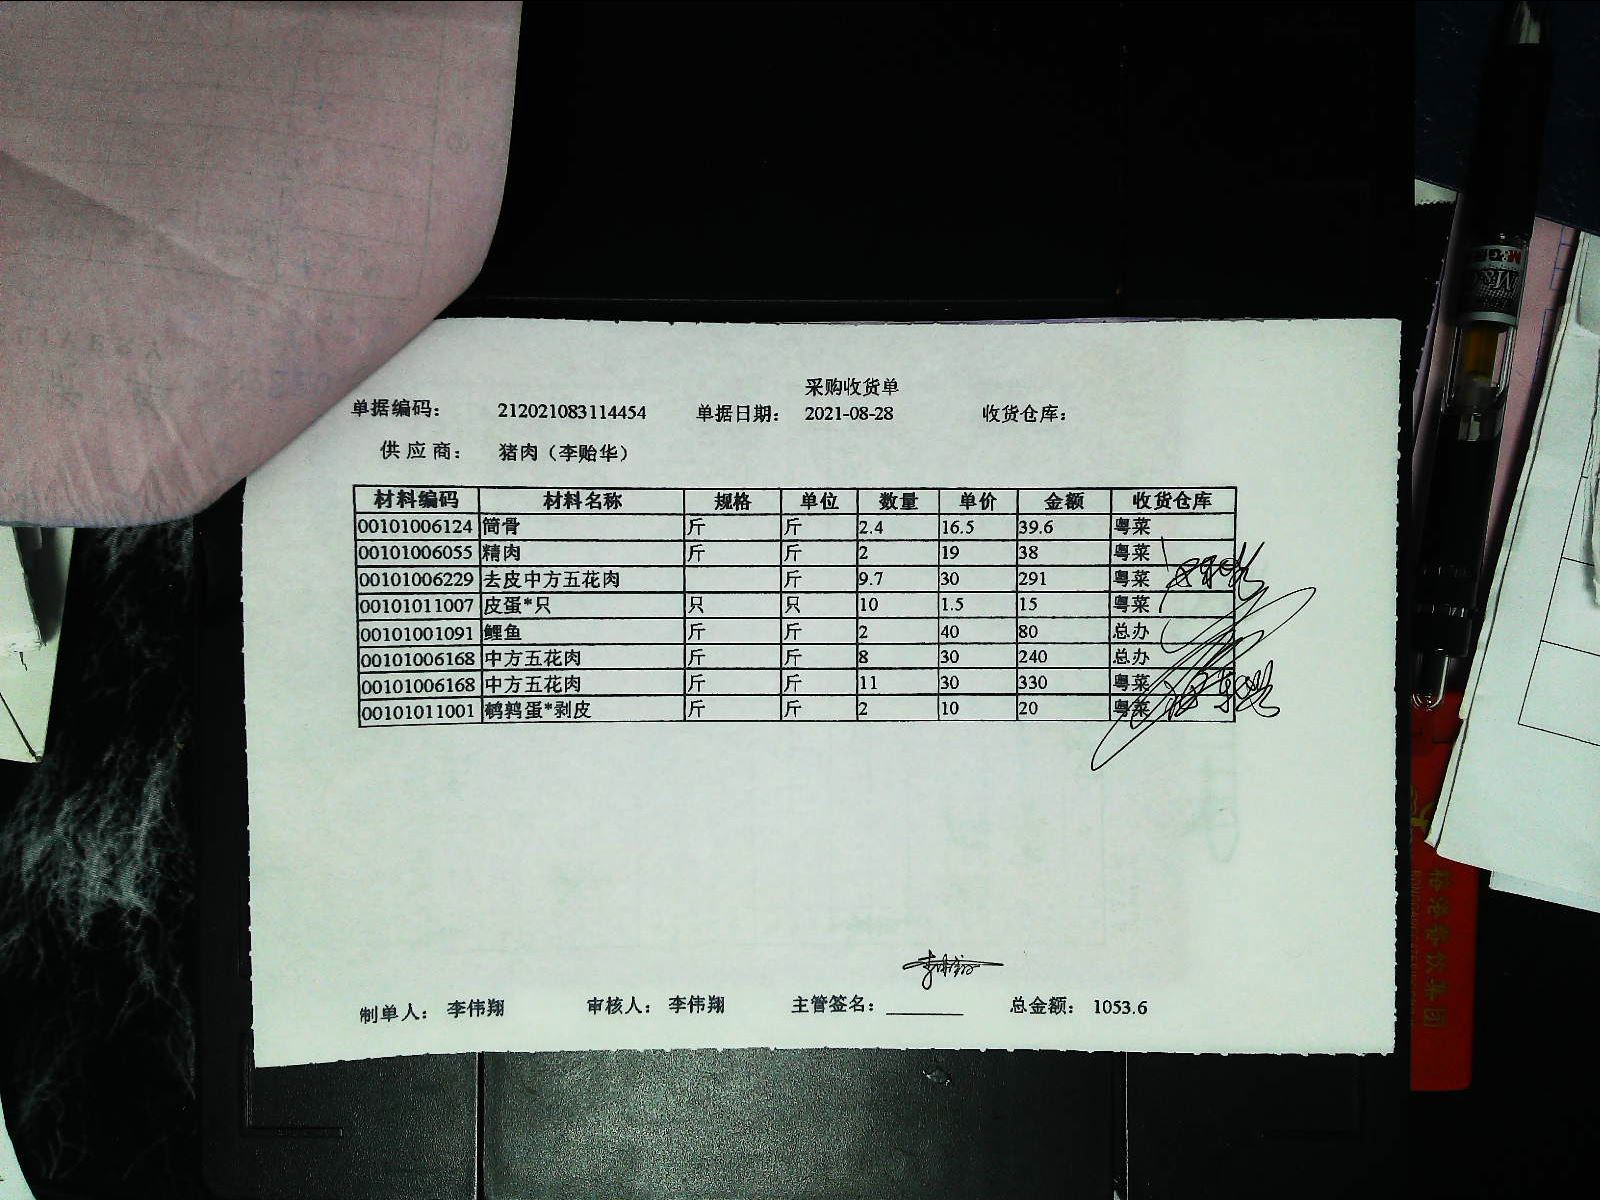 采购收货单
单据编码： 212021083114454 单据日期： 2021-08-28 收货仓库：
供应商： 猪肉（李贻华）
材料编码 材料名称 规格 单位 数量 单价 金额 收货仓库
00101006124 筒骨 斤 斤 2.4 16.5 39.6 粤菜
00101006055 精肉 斤 斤 2 19 38 粤菜
00101006229 去皮中方五花肉 斤 9.7 30 291 粤菜
00101011007 皮蛋*只 只 只 10 1.5 15 粤菜
00101001091 鲤鱼 斤 斤 2 40 80 总办
00101006168 中方五花肉 斤 斤 8 30 240 总办
00101006168 中方五花肉 斤 斤 11 30 330 粤菜
00101011001 鹌鹑蛋*剥皮 斤 斤 2 10 20 粤菜
制单人： 李伟翔 审核人： 李伟翔 主管签名： 总金额： 1053.6